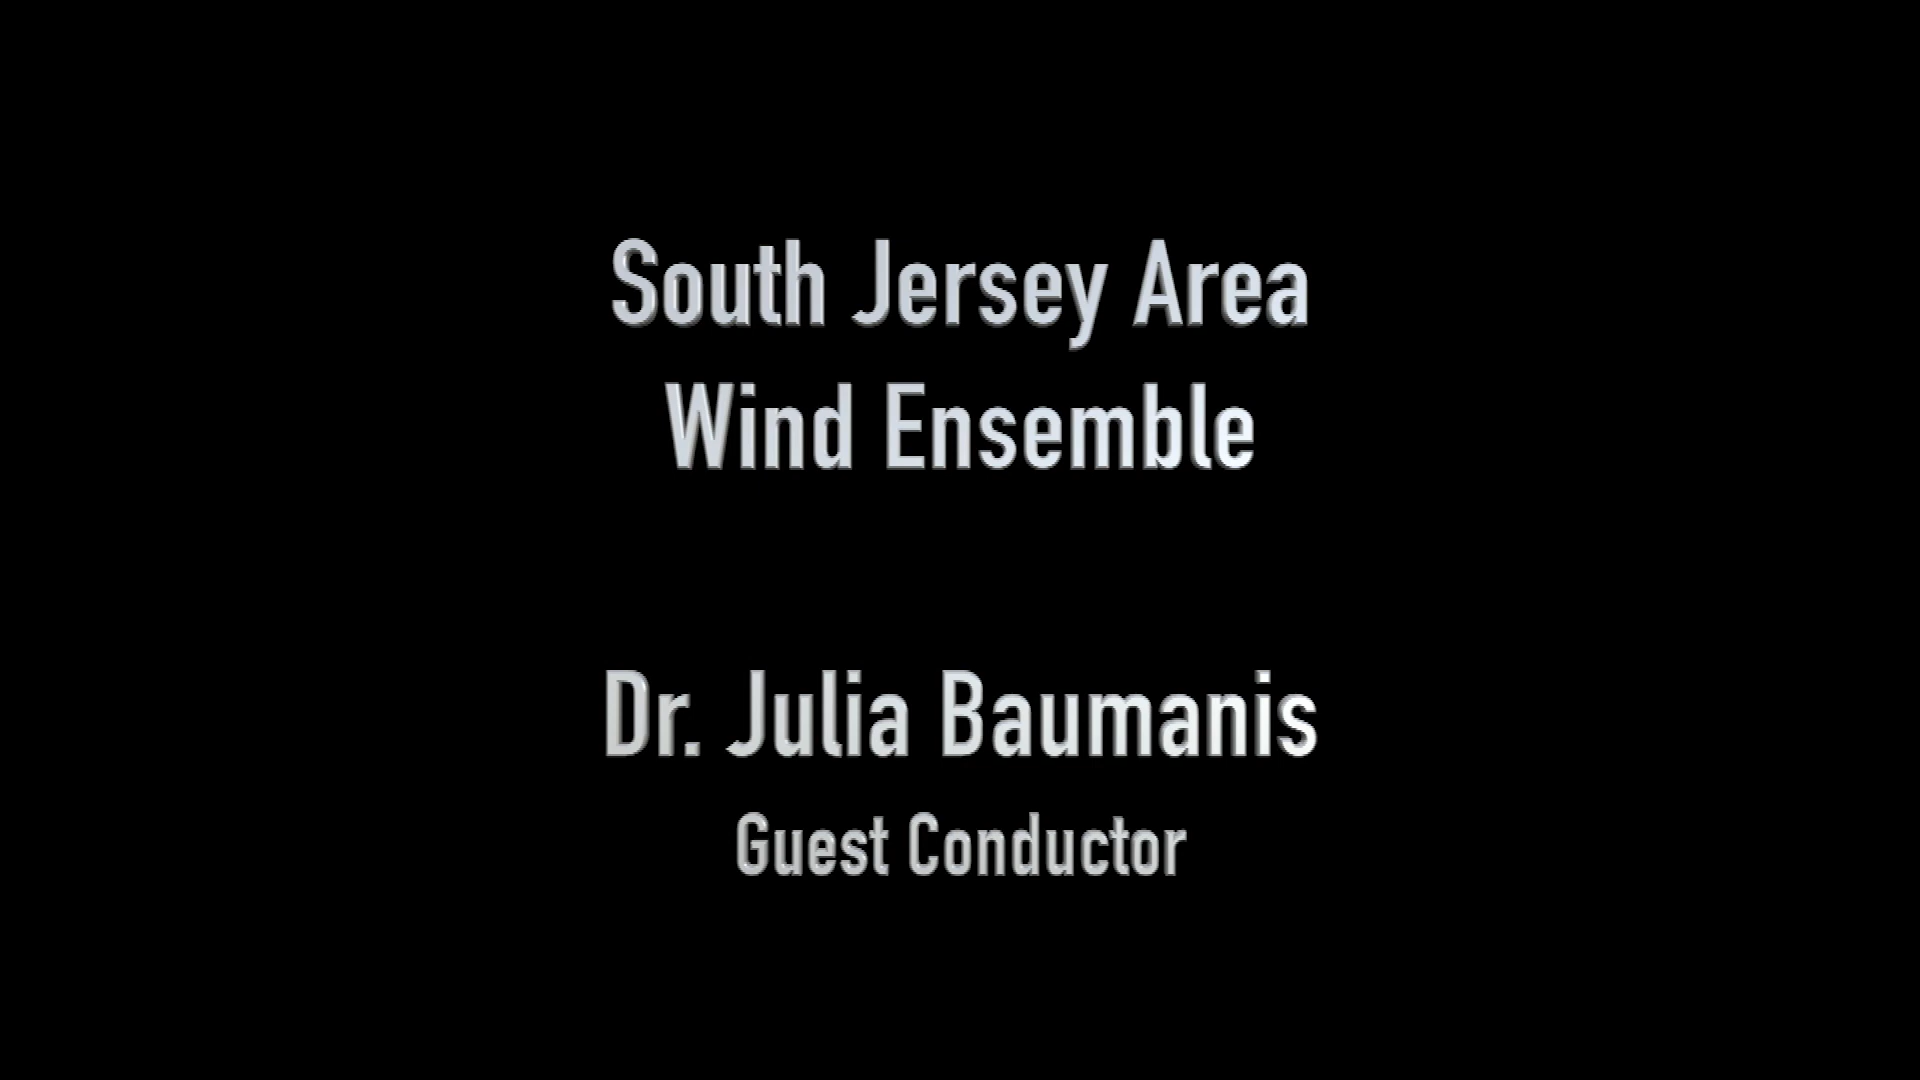 South Jersey Area
Wind Ensemble
Dr. Julia Baumanis
Guest Conductor